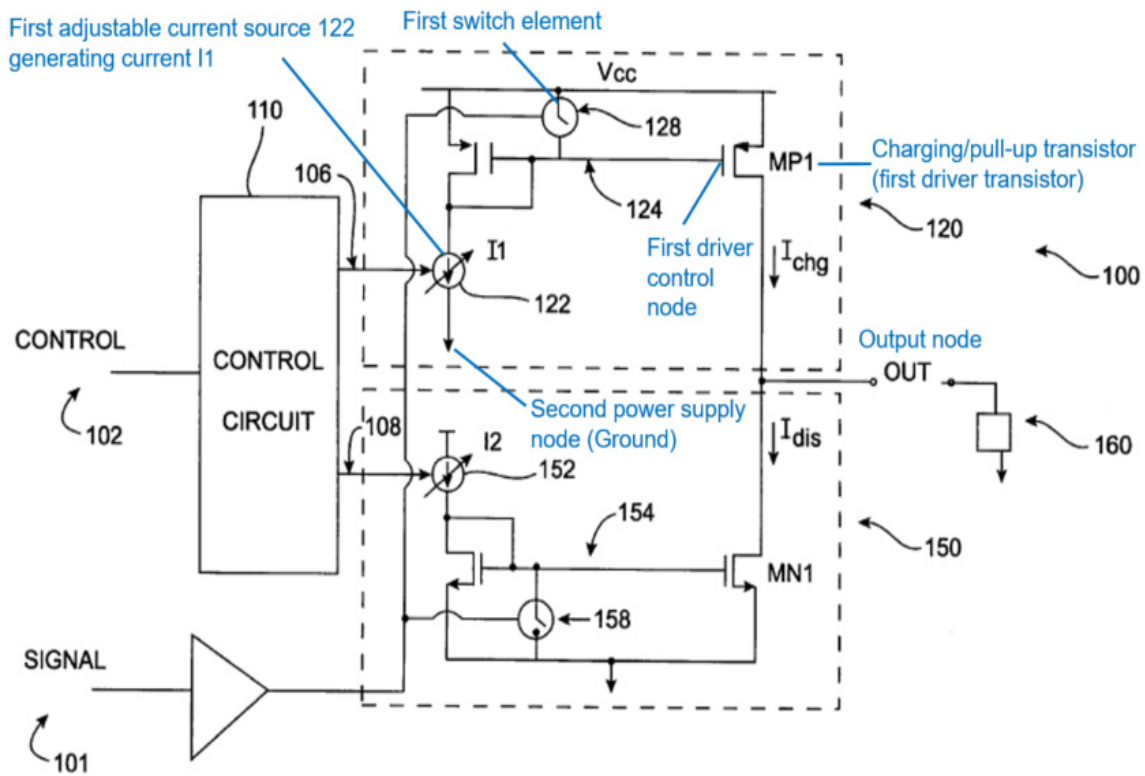 First adjustable current source 122
generating current I1
First switch element
Vcc
110
128
106
MP1
Charging/pull-up transistor
(first driver transistor)
124
120
I1
First driver
control
node
Ichg
100
122
CONTROL
CONTROL
CIRCUIT
Output node
OUT
102
108
Second power supply
node (Ground)
I2
Idis
160
152
154
150
MN1
158
SIGNAL
101